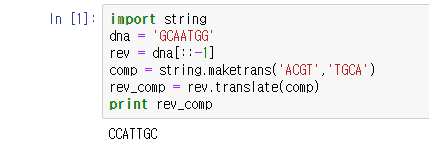 In [1]: import string
dna = 'GCAATGG'
rev = dna[::-1]
comp = string.maketrans('ACGT','TGCA')
rev_comp = rev.translate(comp)
print rev_comp
CCATTGC